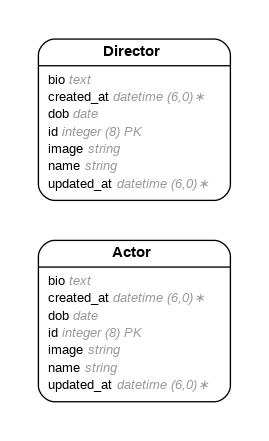 Director
bio text
created_at datetime (6,0)∗
dob date
id integer (8) PK
image string
name string
updated_at datetime (6,0)∗
Actor
bio text
created_at datetime (6,0)∗
dob date
id integer (8) PK
image string
name string
updated_at datetime (6,0)∗